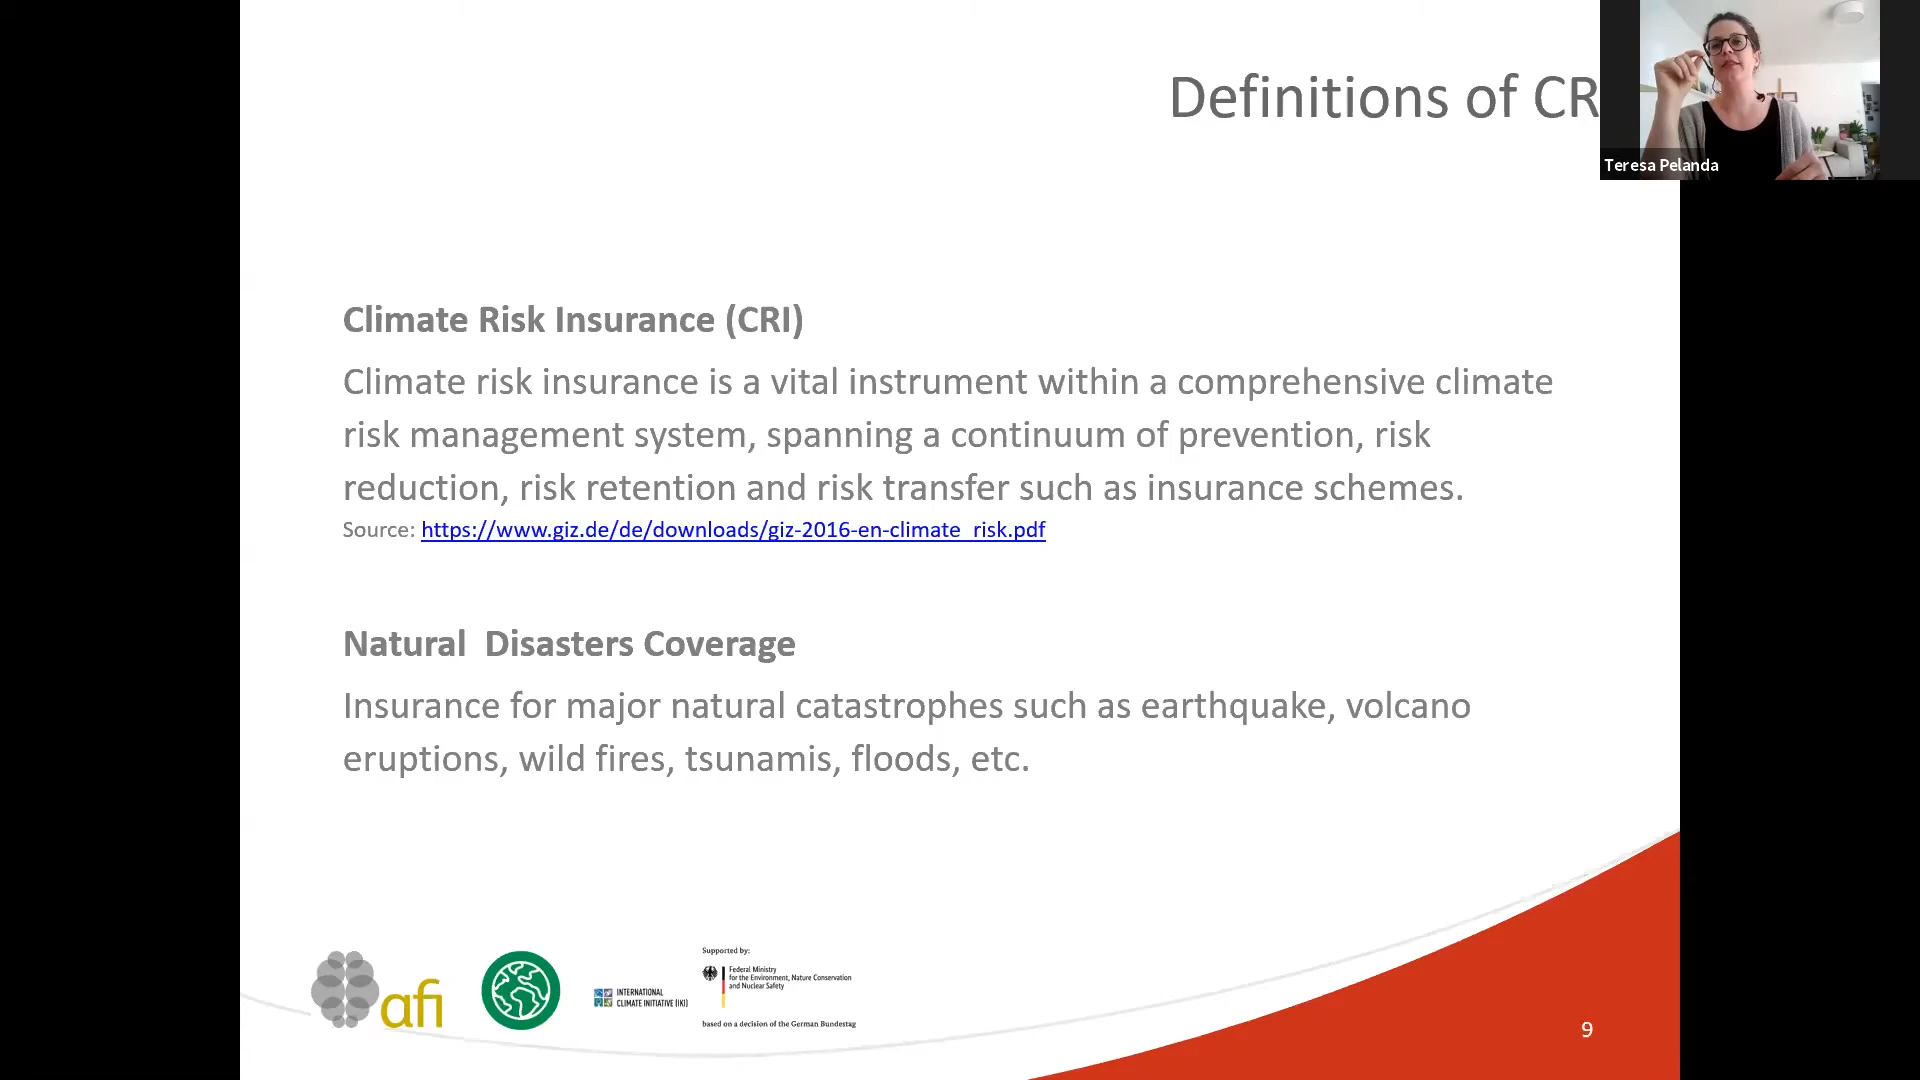 Definitions of CR
Teresa Pelanda
Climate Risk Insurance (CRI)
Climate risk insurance is a vital instrument within a comprehensive climate
risk management system, spanning a continuum of prevention, risk
reduction, risk retention and risk transfer such as insurance schemes.
Source: https://www.giz.de/de/downloads/giz-2016-en-climate_risk.pdf
Natural  Disasters Coverage
Insurance for major natural catastrophes such as earthquake, volcano
eruptions, wild fires, tsunamis, floods, etc.
afi
INTERNATIONAL
CLIMATE INITIATIVE (IKI)
Supported by:
Federal Ministry
for the Environment, Nature Conservation
and Nuclear Safety
based on a decision of the German Bundestag
9